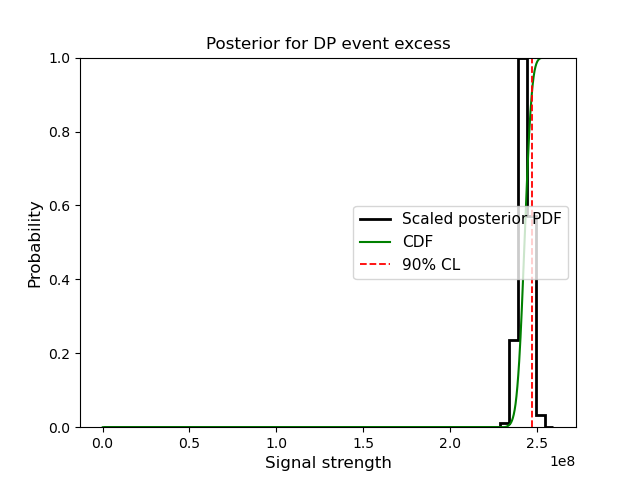 Posterior for DP event excess
Probability
1.0
0.8
0.6
0.4
0.2
0.0
Scaled posterior PDF
CDF
90% CL
0.0 0.5 1.0 1.5 2.0 2.5
1e8
Signal strength